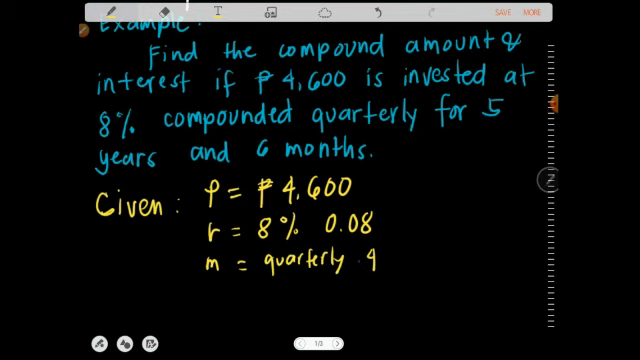 SAVE EXIT
Example:
Find the compound amount &
interest if ₱ 4,600 is invested at
8% compounded quarterly for 5
years and 6 months.
Given: P = ₱ 4,600
r = 8% 0.08
m = quarterly 4
1/3